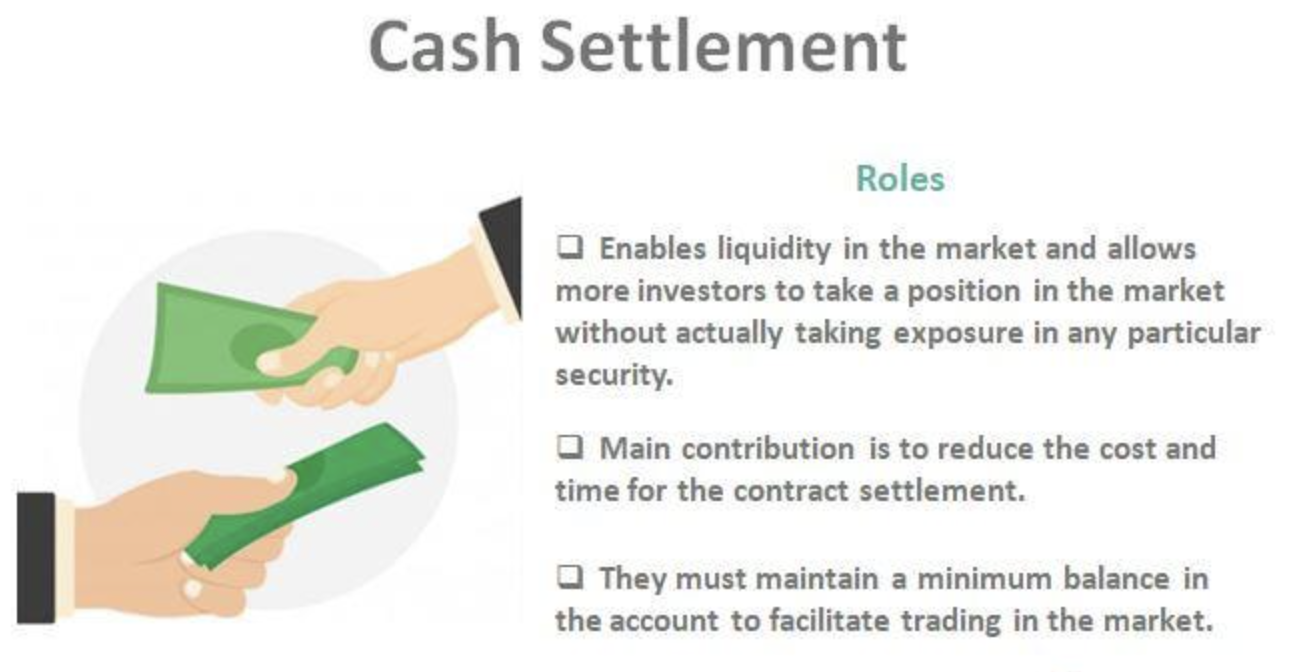 Cash Settlement
Roles
❑ Enables liquidity in the market and allows
more investors to take a position in the market
without actually taking exposure in any particular
security.
❑ Main contribution is to reduce the cost and
time for the contract settlement.
❑ They must maintain a minimum balance in
the account to facilitate trading in the market.